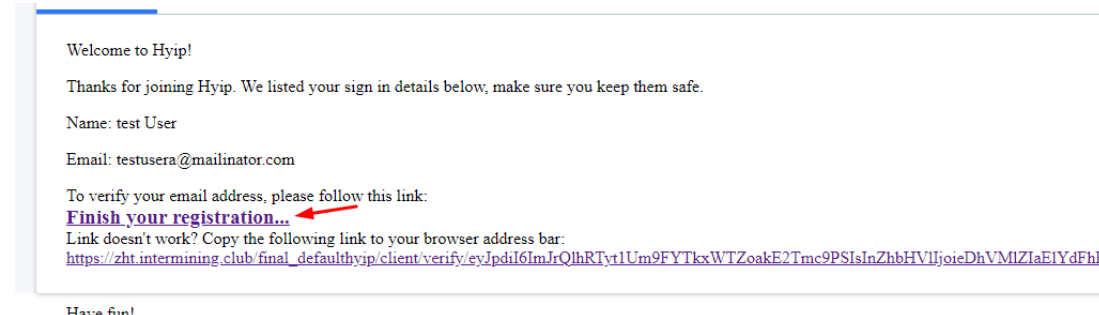 Welcome to Hyip!
Thanks for joining Hyip. We listed your sign in details below, make sure you keep them safe.
Name: test User
Email: testusera@mailinator.com
To verify your email address, please follow this link:
Finish your registration...
Link doesn't work? Copy the following link to your browser address bar:
https://zht.intermining.club/final_defaulthyip/client/verify/eyJpdiI6ImJrQlhRTyt1Um9FYTkxWTZoakE2Tmc9PSIsInZhbHVlIjoieDhVMlZIaElYdFhH
Have fun!